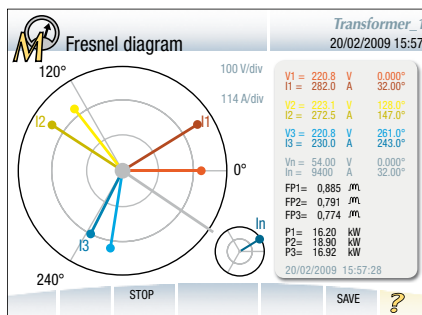 Transformer_1
M Fresnel diagram
20/02/2009 15:57
120°
100 V/div
114 A/div
I2
I1
0°
I3
In
240°
V1 = 220.8 V 0.000°
I1 = 282.0 A 32.00°
V2 = 223.1 V 128.0°
I2 = 272.5 A 147.0°
V3 = 220.8 V 261.0°
I3 = 230.0 A 243.0°
Vn = 54.00 V 0.000°
In = 9400 A 32.00°
FP1= 0,885
FP2= 0,791
FP3= 0,774
P1= 16.20 kW
P2= 18.90 kW
P3= 16.92 kW
20/02/2009 15:57:28
STOP
SAVE
?